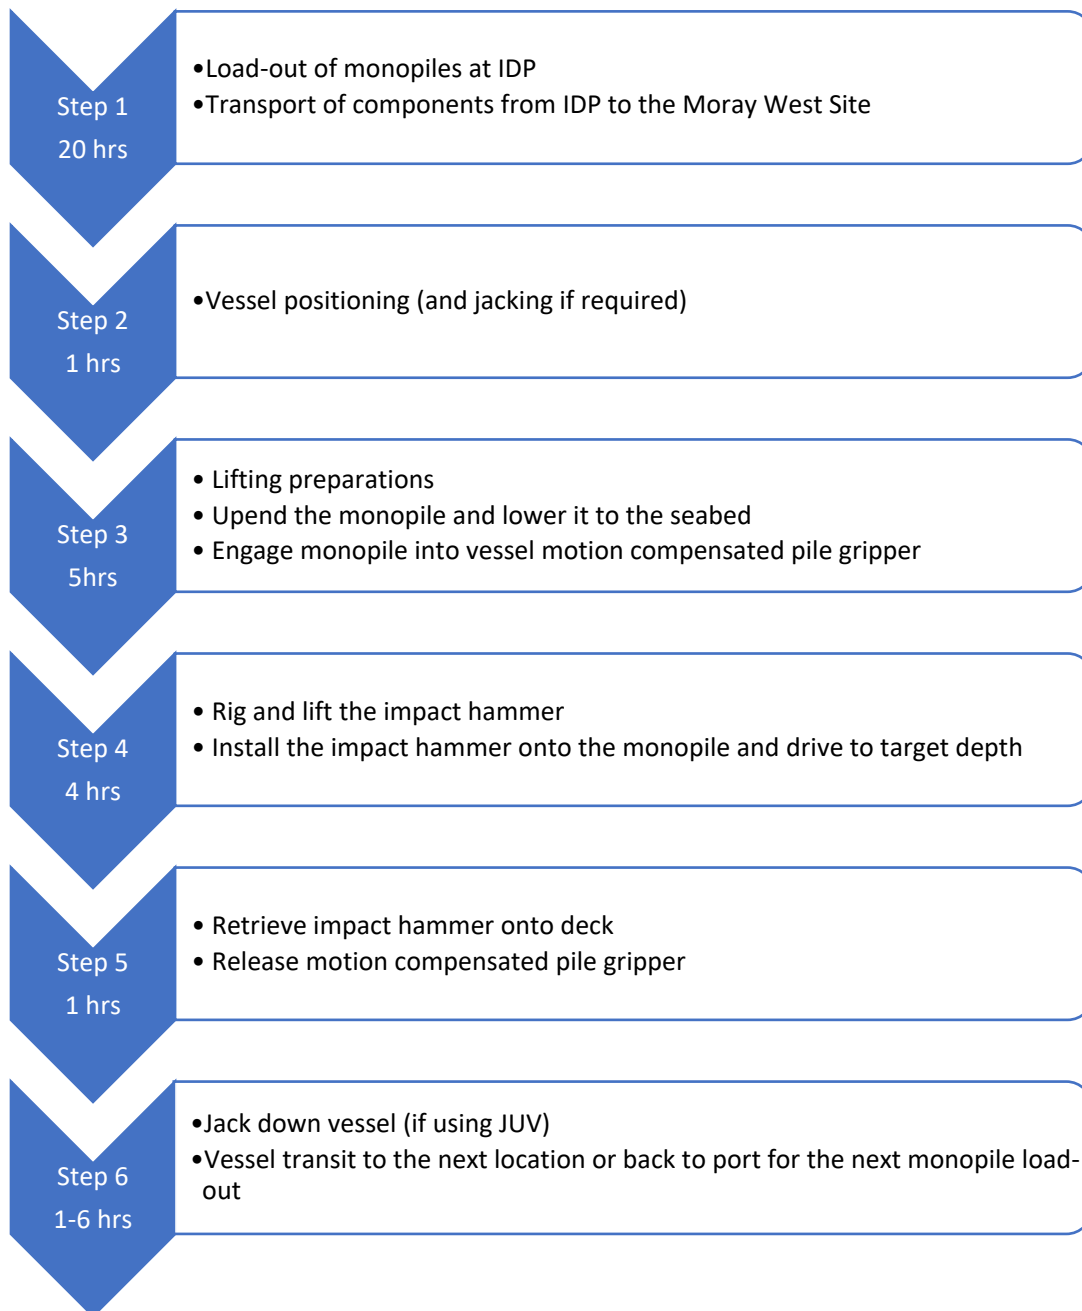 Step 1
20 hrs
•Load-out of monopiles at IDP
•Transport of components from IDP to the Moray West Site
Step 2
1 hrs
•Vessel positioning (and jacking if required)
Step 3
5hrs
• Lifting preparations
• Upend the monopile and lower it to the seabed
• Engage monopile into vessel motion compensated pile gripper
Step 4
4 hrs
• Rig and lift the impact hammer
• Install the impact hammer onto the monopile and drive to target depth
Step 5
1 hrs
• Retrieve impact hammer onto deck
• Release motion compensated pile gripper
Step 6
1-6 hrs
•Jack down vessel (if using JUV)
•Vessel transit to the next location or back to port for the next monopile load-
out